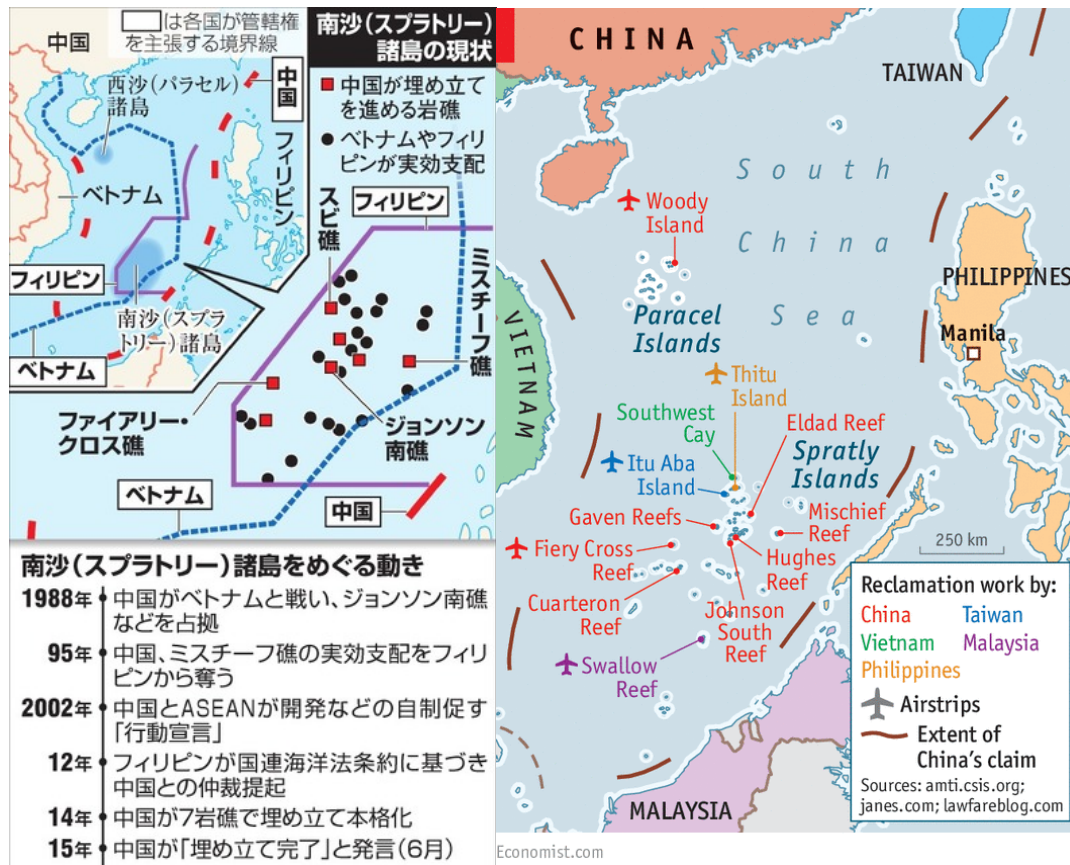 は各国が管轄権
を主張する境界線
中国
西沙(パラセル)
諸島
中国
フィリピン
ベトナム
フィリピン
南沙(スプラ
トリー)諸島
ベトナム
南沙(スプラトリー)
諸島の現状
中国が埋め立て
を進める岩礁
ベトナムやフィリ
ピンが実効支配
スビ礁
フィリピン
ミスチーフ礁
ファイアリー・
クロス礁
ジョンソン
南礁
ベトナム
中国
南沙(スプラトリー)諸島をめぐる動き
1988年 中国がベトナムと戦い、ジョンソン南礁
などを占拠
95年 中国、ミスチーフ礁の実効支配をフィリ
ピンから奪う
2002年 中国とASEANが開発などの自制促す
「行動宣言」
12年 フィリピンが国連海洋法条約に基づき
中国との仲裁提起
14年 中国が7岩礁で埋め立て本格化
15年 中国が「埋め立て完了」と発言(6月)
CHINA
TAIWAN
South
China
Sea
Woody
Island
Paracel
Islands
VIETNAM
PHILIPPINES
Manila
Thitu
Island
Southwest
Cay
Eldad Reef
Spratly
Islands
Itu Aba
Island
Gaven Reefs
Mischief
Reef
Fiery Cross
Reef
Hughes
Reef
Cuarteron
Reef
Johnson
South
Reef
Swallow
Reef
MALAYSIA
250 km
Reclamation work by:
China Taiwan
Vietnam Malaysia
Philippines
Airstrips
Extent of
China's claim
Sources: amti.csis.org;
janes.com; lawfareblog.com
Economist.com